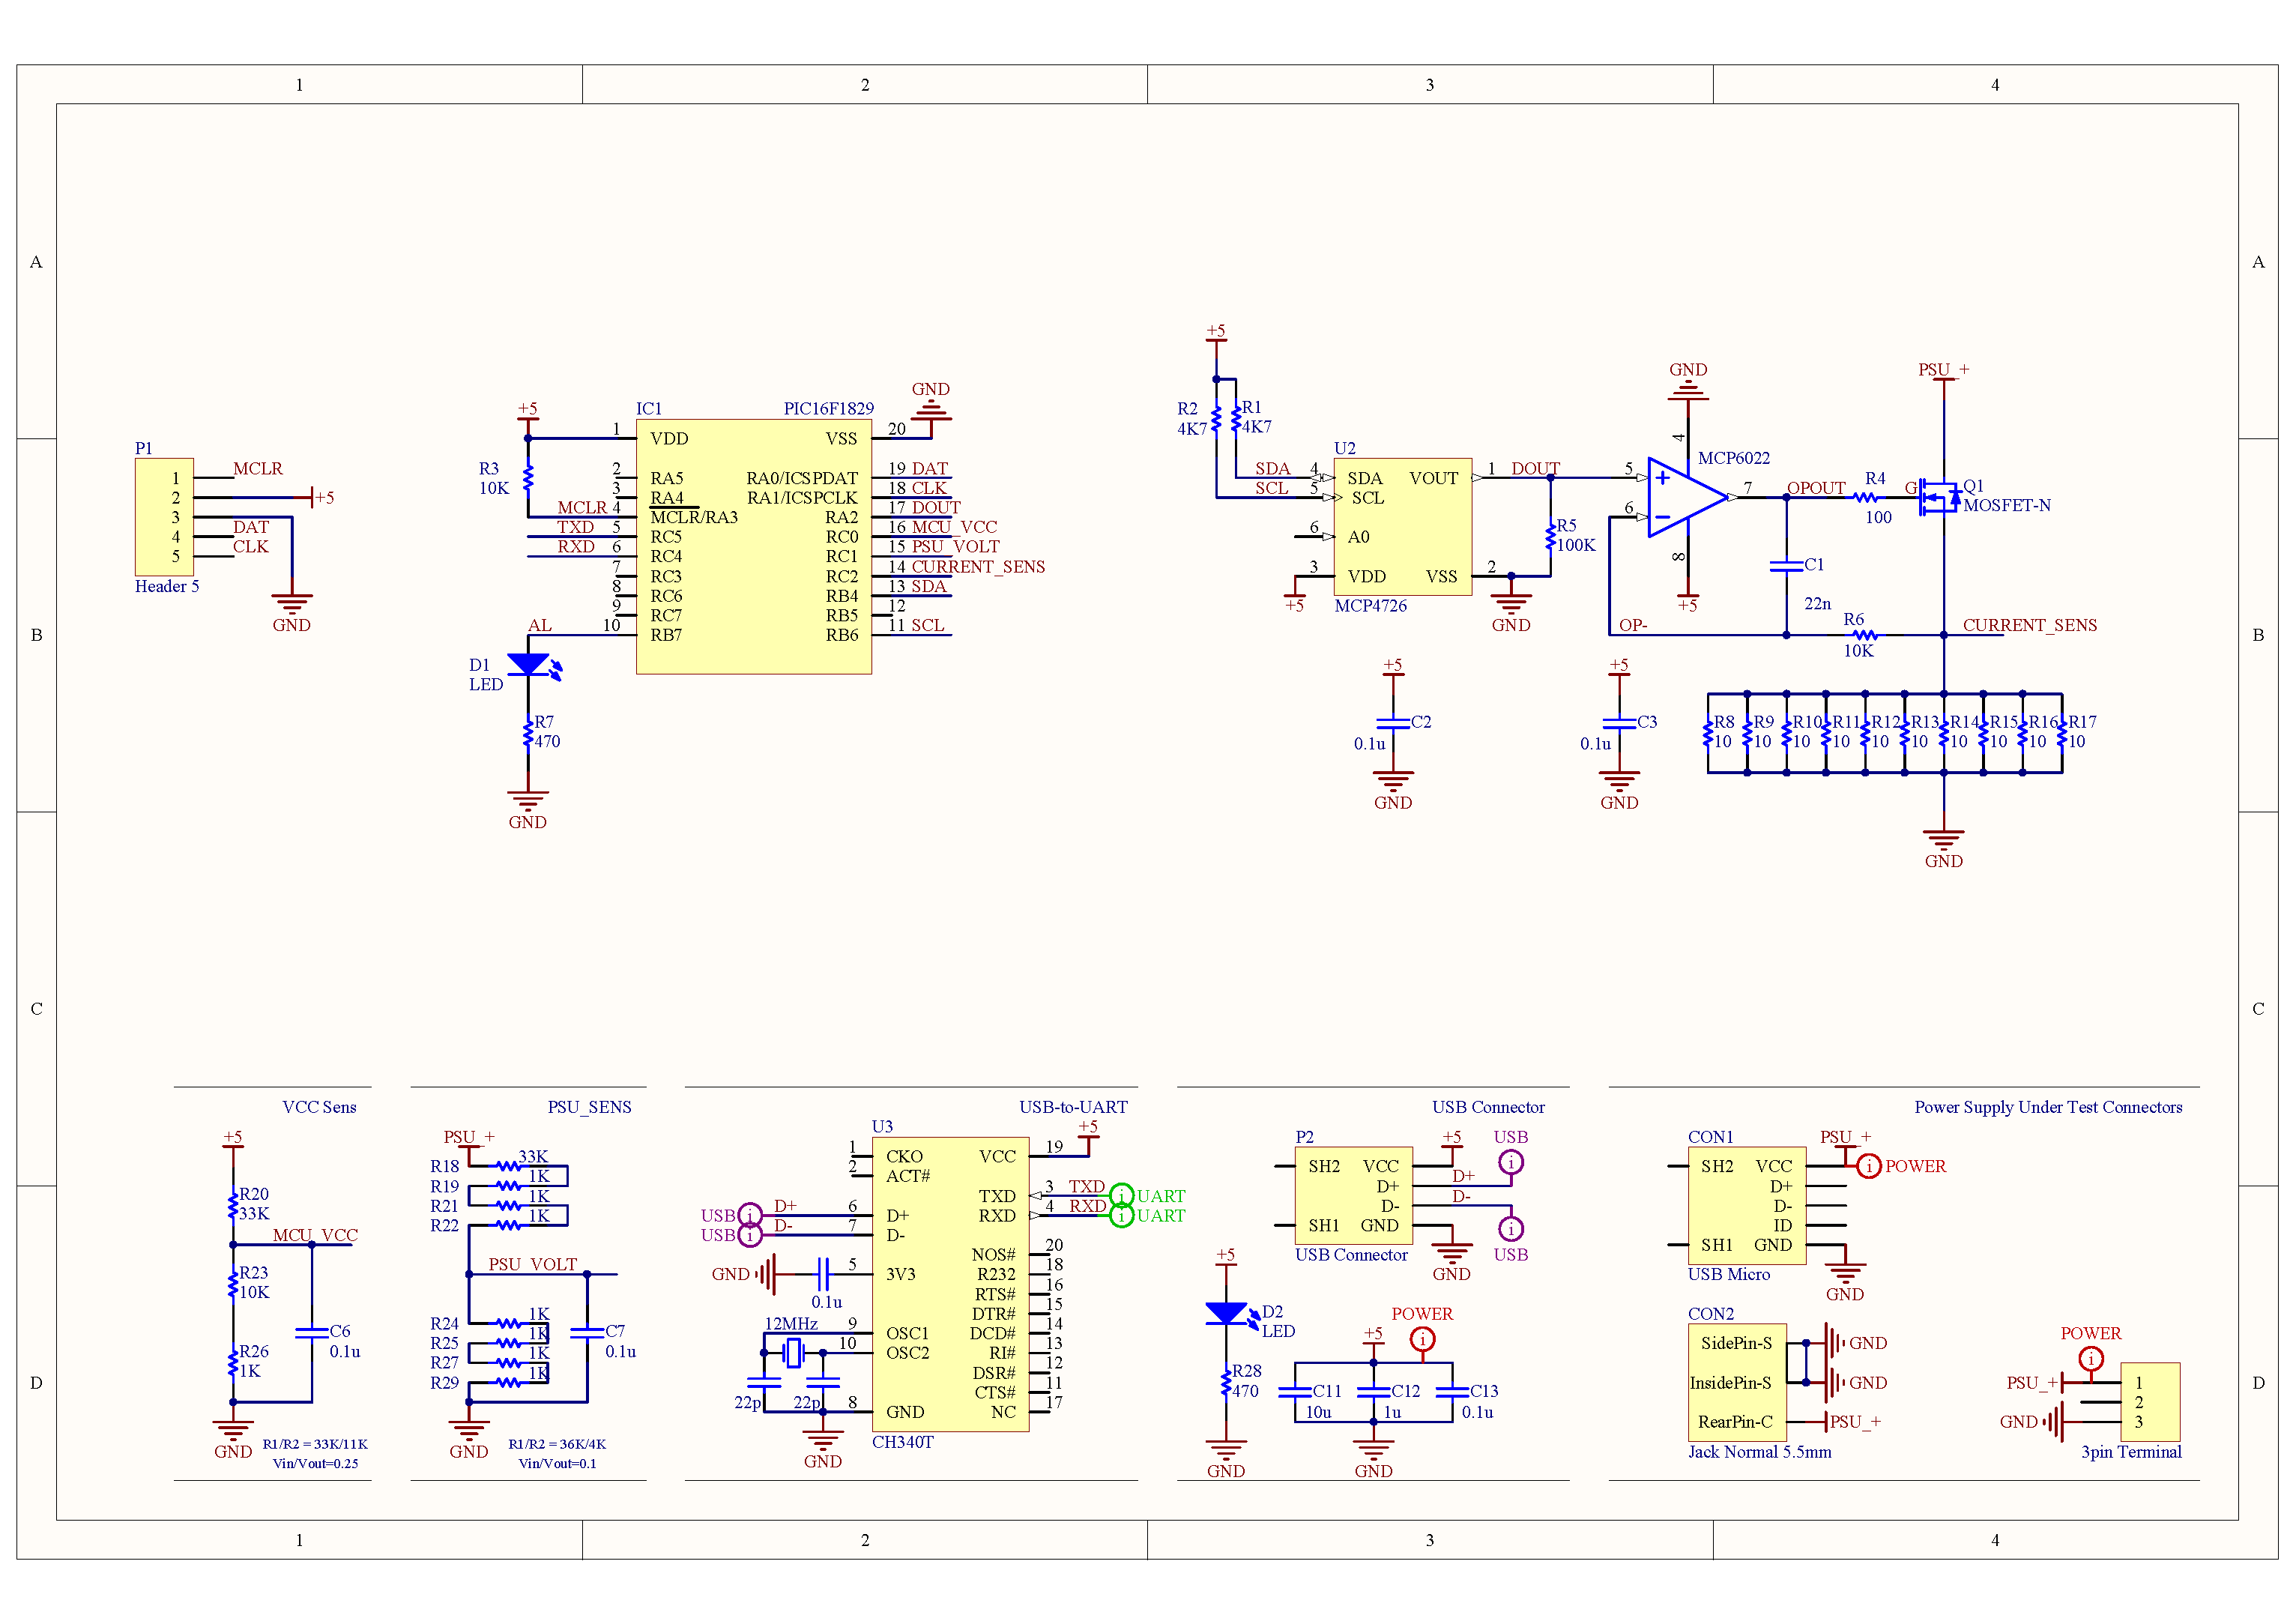 1 2 3 4
A A
+5
GND PSU_+
GND
+5 IC1 PIC16F1829 R2 R1
4K7 4K7
P1 1 VDD VSS 20 U2 4 MCP6022
1 MCLR R3 2 RA5 RA0/ICSPDAT 19 DAT SDA 4 SDA VOUT 1 DOUT 5 R4 G Q1
2 +5 10K 3 RA4 RA1/ICSPCLK 18 CLK SCL 5 SCL 7 OPOUT MOSFET-N
3 MCLR 4 MCLR/RA3 RA2 17 DOUT 6 100
4 DAT TXD 5 RC5 RC0 16 MCU_VCC 6 A0 R5
5 CLK RXD 6 RC4 RC1 15 PSU_VOLT 100K
7 RC3 RC2 14 CURRENT_SENS 3 VDD VSS 2 8 C1
Header 5 8 RC6 RB4 13 SDA +5 MCP4726 +5 22n
9 RC7 RB5 12
GND AL 10 RB7 RB6 11 SCL GND OP- R6 CURRENT_SENS
B B
10K
D1 +5 +5
LED
R7 C2 C3 R8 R9 R10 R11 R12 R13 R14 R15 R16 R17
470 0.1u 0.1u 10 10 10 10 10 10 10 10 10 10
GND GND GND
GND
C C
VCC Sens
+5
R20
33K
MCU_VCC
R23
10K
R26
1K
C6
0.1u
GND
R1/R2 = 33K/11K
Vin/Vout=0.25
PSU_SENS
PSU_+
R18 33K
R19 1K
R21 1K
R22 1K
PSU_VOLT
R24 1K
R25 1K
R27 1K
R29 1K
C7
0.1u
GND
R1/R2 = 36K/4K
Vin/Vout=0.1
USB-to-UART
U3 +5
1 CKO VCC 19
2 ACT#
TXD 3 TXD UART
USB D+ 6 D+ RXD 4 RXD UART
USB D- 7 D-
NOS# 20
GND 5 3V3 R232 18
0.1u RTS# 16
DTR# 15
12MHz 9 OSC1 DCD# 14
10 OSC2 RI# 13
DSR# 12
22p 22p CTS# 11
8 GND NC 17
CH340T
GND
USB Connector
P2 +5 USB
SH2 VCC
D+ D+
D- D-
SH1 GND
USB Connector USB
GND
+5
D2
LED
R28
470
GND
POWER
+5
C11 C12 C13
10u 1u 0.1u
GND
Power Supply Under Test Connectors
CON1 PSU_+
SH2 VCC POWER
D+
D-
ID
SH1 GND
USB Micro
GND
CON2
SidePin-S GND
InsidePin-S GND
RearPin-C PSU_+
Jack Normal 5.5mm
POWER
PSU_+ 1
2
GND 3
3pin Terminal
D D
1 2 3 4